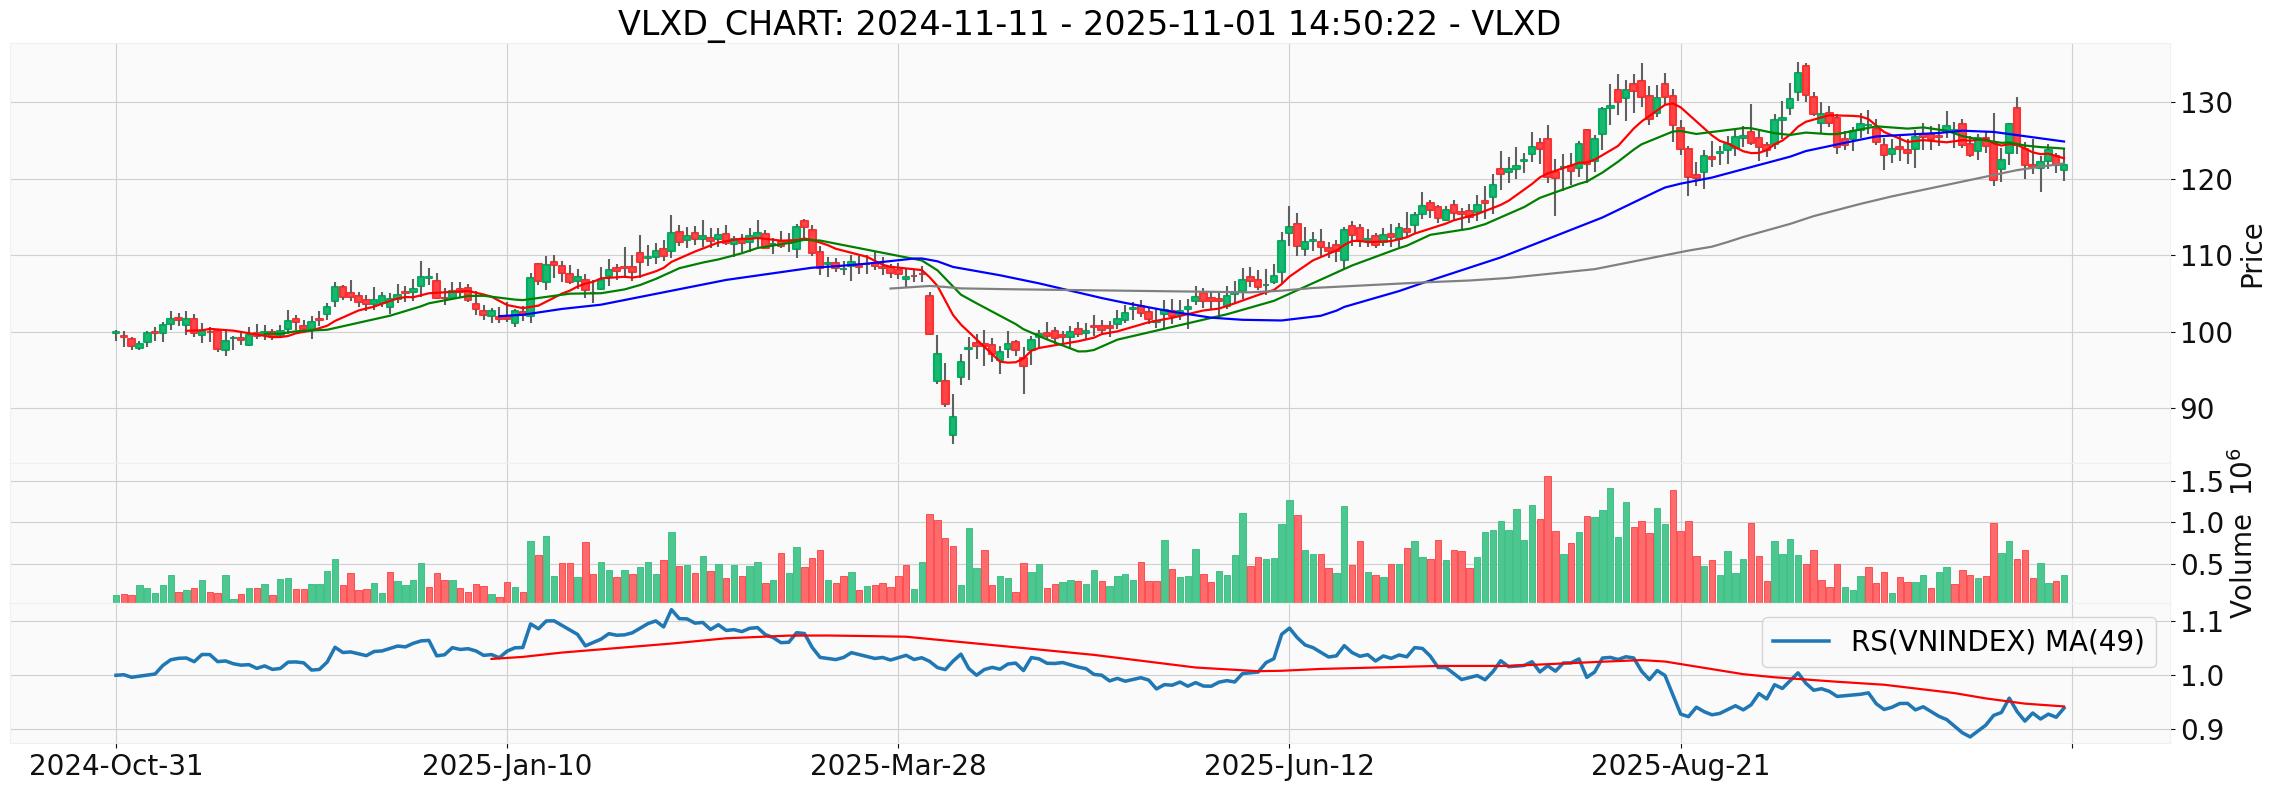 VLXD_CHART: 2024-11-11 - 2025-11-01 14:50:22 - VLXD
130
120
110
100
90
Price
1.5
1.0
0.5
Volume 10⁶
RS(VNINDEX) MA(49)
1.1
1.0
0.9
2024-Oct-31
2025-Jan-10
2025-Mar-28
2025-Jun-12
2025-Aug-21